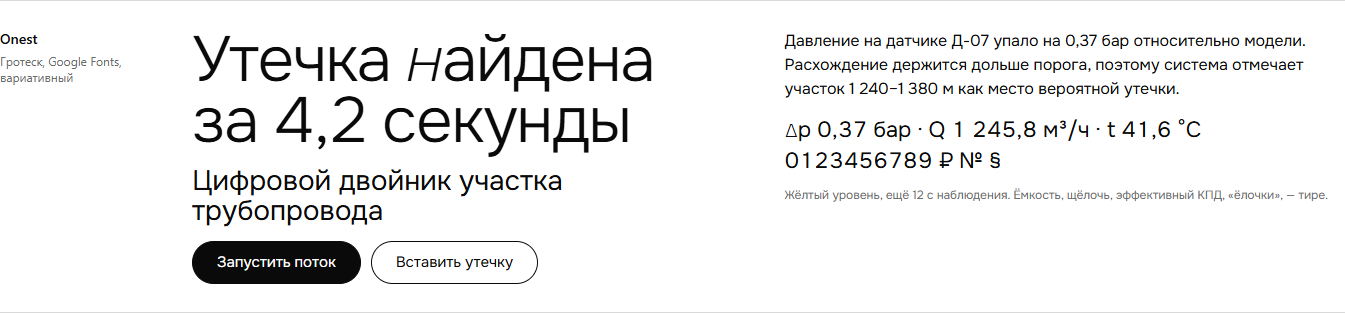 Onest
Гротеск, Google Fonts,
вариативный
Утечка найдена
за 4,2 секунды
Цифровой двойник участка
трубопровода
Запустить поток
Вставить утечку
Давление на датчике Д-07 упало на 0,37 бар относительно модели.
Расхождение держится дольше порога, поэтому система отмечает
участок 1 240–1 380 м как место вероятной утечки.
Δp 0,37 бар · Q 1 245,8 м³/ч · t 41,6 °C
0123456789 ₽ № §
Жёлтый уровень, ещё 12 с наблюдения. Ёмкость, щёлочь, эффективный КПД, «ёлочки», — тире.